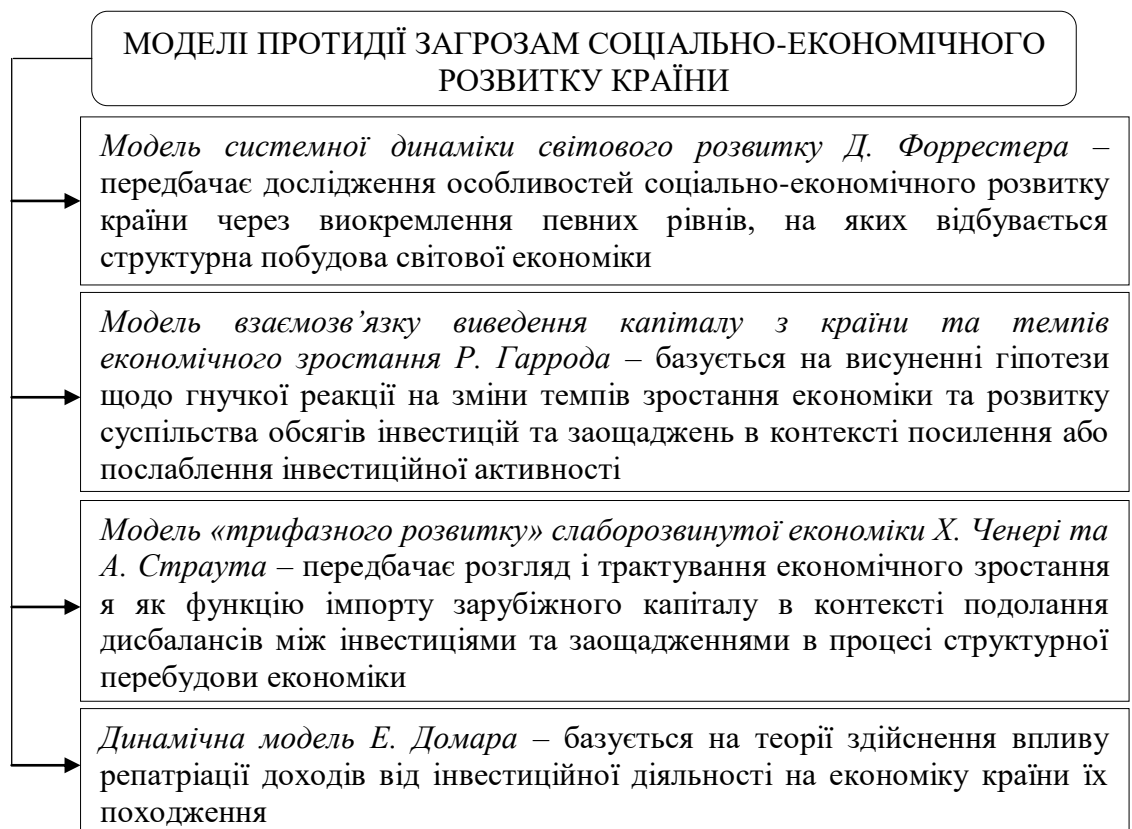 МОДЕЛІ ПРОТИДІЇ ЗАГРОЗАМ СОЦІАЛЬНО-ЕКОНОМІЧНОГО
РОЗВИТКУ КРАЇНИ
Модель системної динаміки світового розвитку Д. Форрестера –
передбачає дослідження особливостей соціально-економічного розвитку
країни через виокремлення певних рівнів, на яких відбувається
структурна побудова світової економіки
Модель взаємозв’язку виведення капіталу з країни та темпів
економічного зростання Р. Гаррода – базується на висуненні гіпотези
щодо гнучкої реакції на зміни темпів зростання економіки та розвитку
суспільства обсягів інвестицій та заощаджень в контексті посилення або
послаблення інвестиційної активності
Модель «трифазного розвитку» слаборозвинутої економіки Х. Ченері та
А. Страута – передбачає розгляд і трактування економічного зростання
я як функцію імпорту зарубіжного капіталу в контексті подолання
дисбалансів між інвестиціями та заощадженнями в процесі структурної
перебудови економіки
Динамічна модель Е. Домара – базується на теорії здійснення впливу
репатріації доходів від інвестиційної діяльності на економіку країни їх
походження